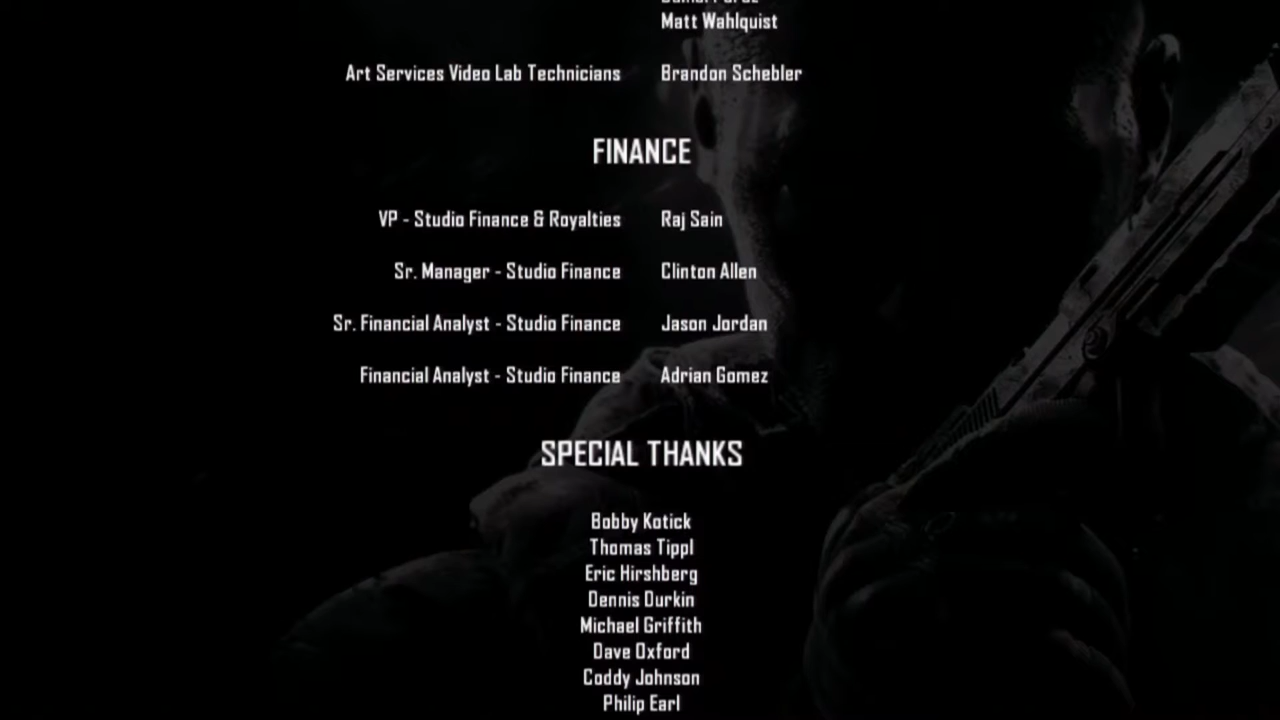 Matt Wahlquist
Art Services Video Lab Technicians Brandon Schebler
FINANCE
VP - Studio Finance & Royalties Raj Sain
Sr. Manager - Studio Finance Clinton Allen
Sr. Financial Analyst - Studio Finance Jason Jordan
Financial Analyst - Studio Finance Adrian Gomez
SPECIAL THANKS
Bobby Kotick
Thomas Tippl
Eric Hirshberg
Dennis Durkin
Michael Griffith
Dave Oxford
Coddy Johnson
Philip Earl